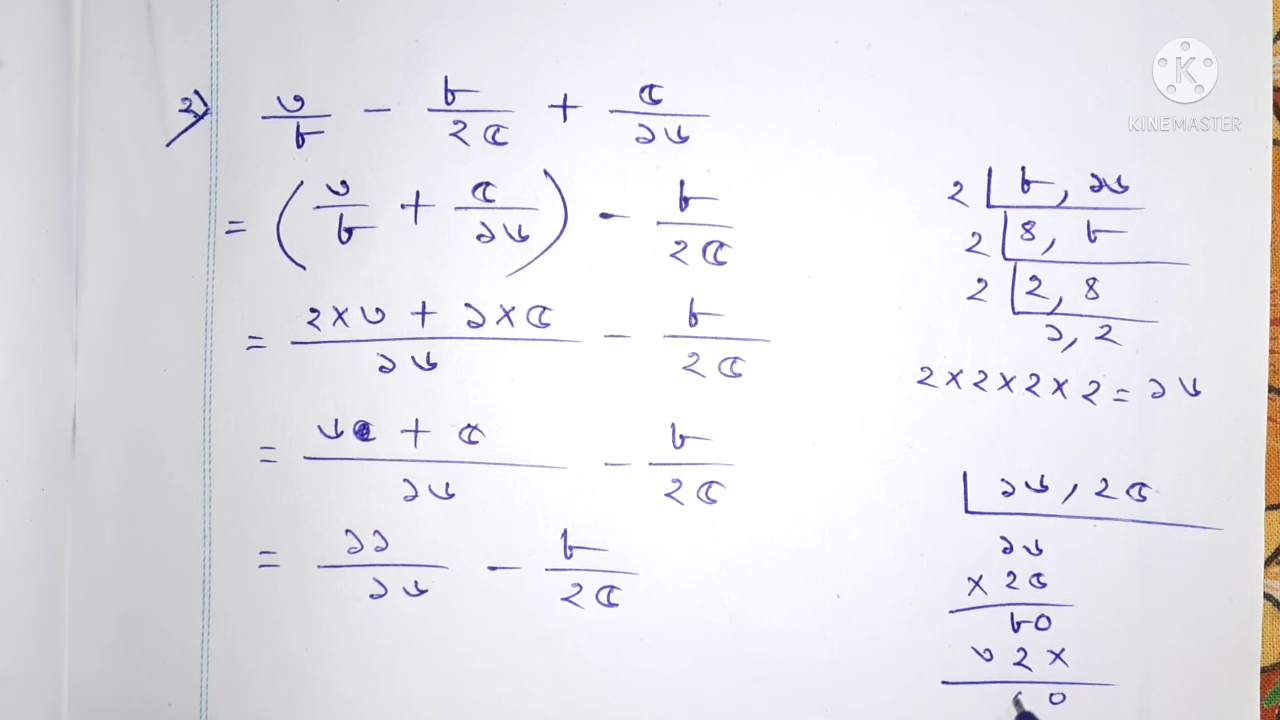 ২) ৩/৮ − ৮/২৫ + ৫/১৬
= (৩/৮ + ৫/১৬) − ৮/২৫
= (২×৩ + ১×৫)/১৬ − ৮/২৫
= (৬ + ৫)/১৬ − ৮/২৫
= ১১/১৬ − ৮/২৫
KINEMASTER
২ | ৮, ১৬
২ | ৪, ৮
২ | ২, ৪
১, ২
২×২×২×২ = ১৬
১৬, ২৫
১৬
× ২৫
৮০
৩২×
০